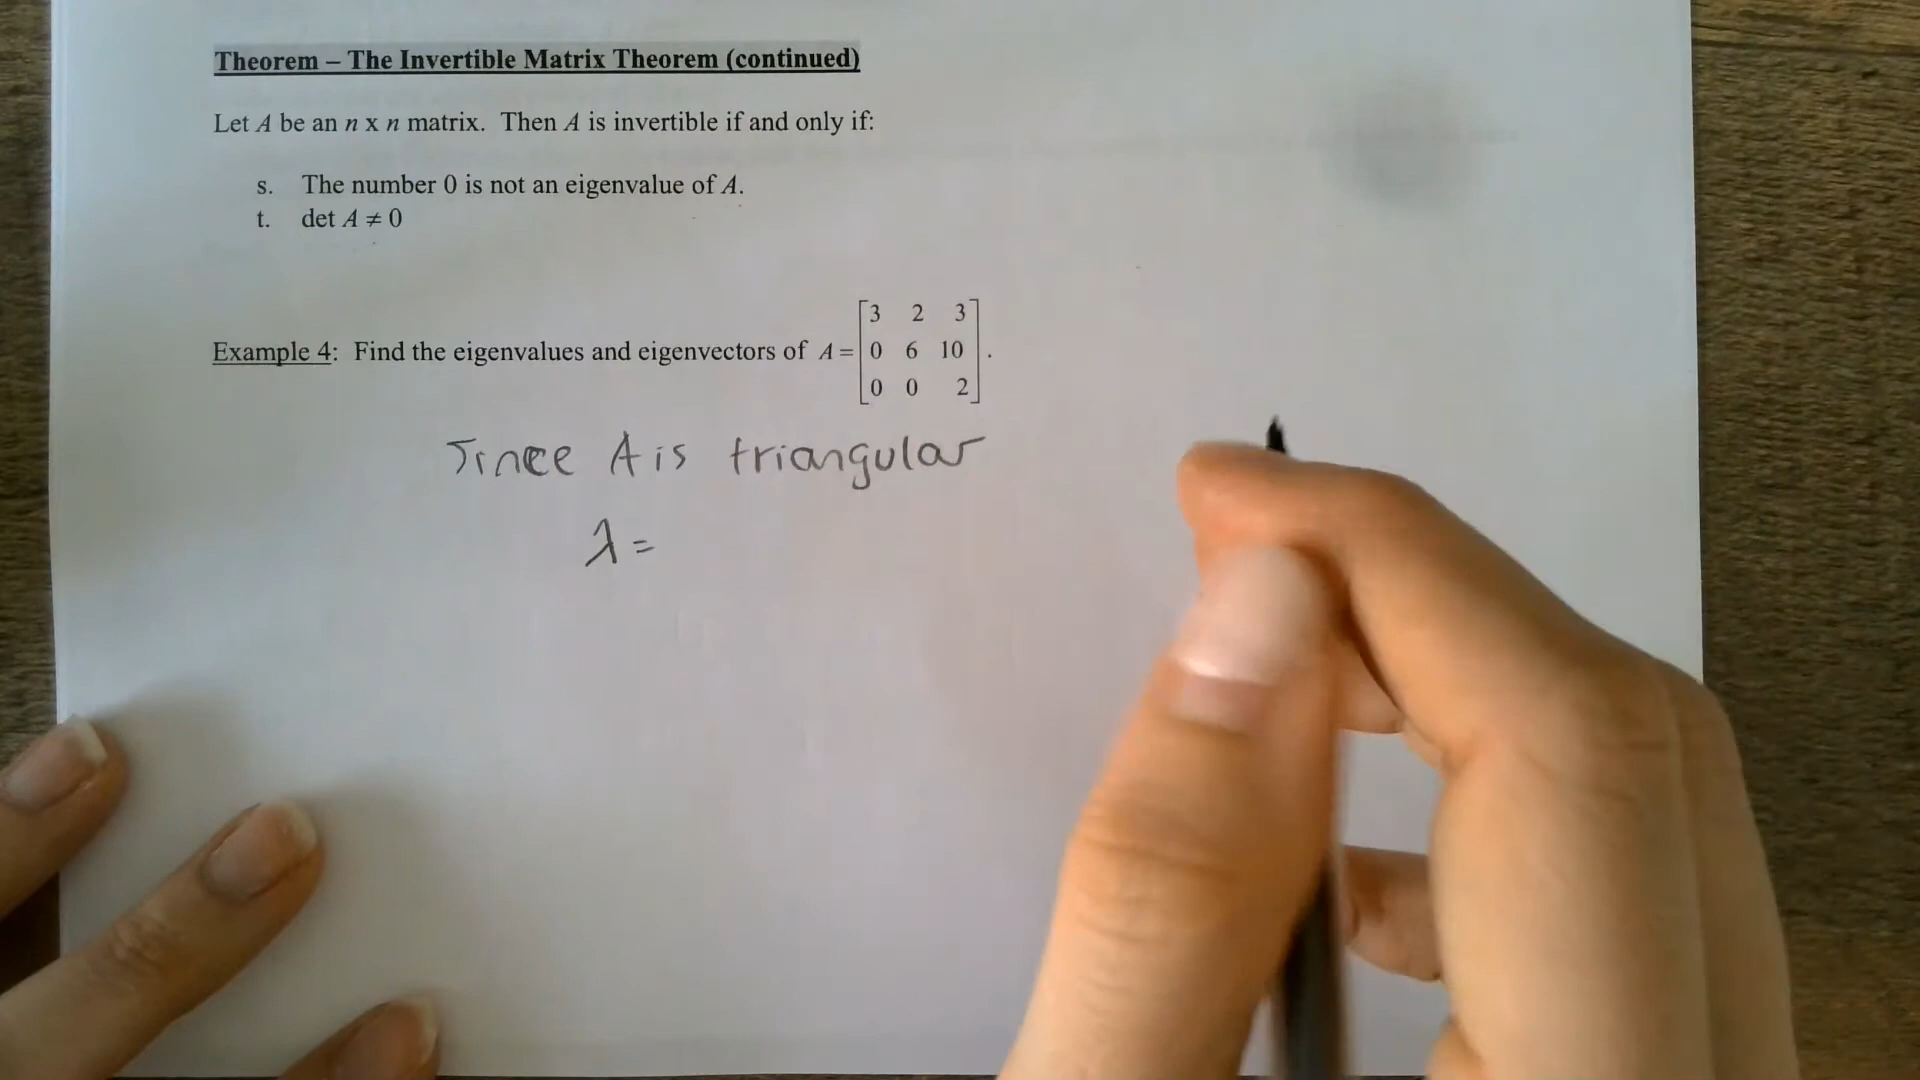 Theorem – The Invertible Matrix Theorem (continued)
Let A be an n x n matrix. Then A is invertible if and only if:
s. The number 0 is not an eigenvalue of A.
t. det A ≠ 0
Example 4: Find the eigenvalues and eigenvectors of A = [3 2 3; 0 6 10; 0 0 2].
Since A is triangular
λ =